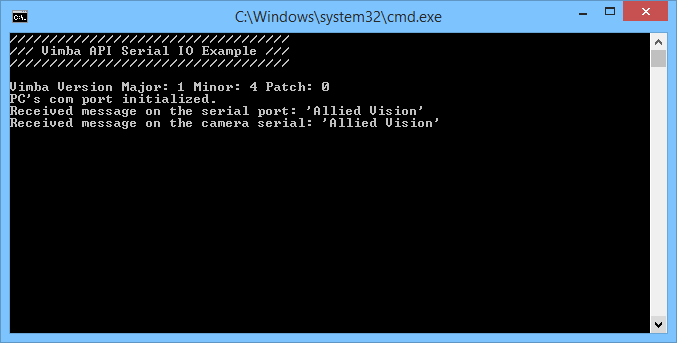 C:\Windows\system32\cmd.exe
///////////////////////////////////
/// Vimba API Serial IO Example ///
///////////////////////////////////
Vimba Version Major: 1 Minor: 4 Patch: 0
PC's com port initialized.
Received message on the serial port: 'Allied Vision'
Received message on the camera serial: 'Allied Vision'